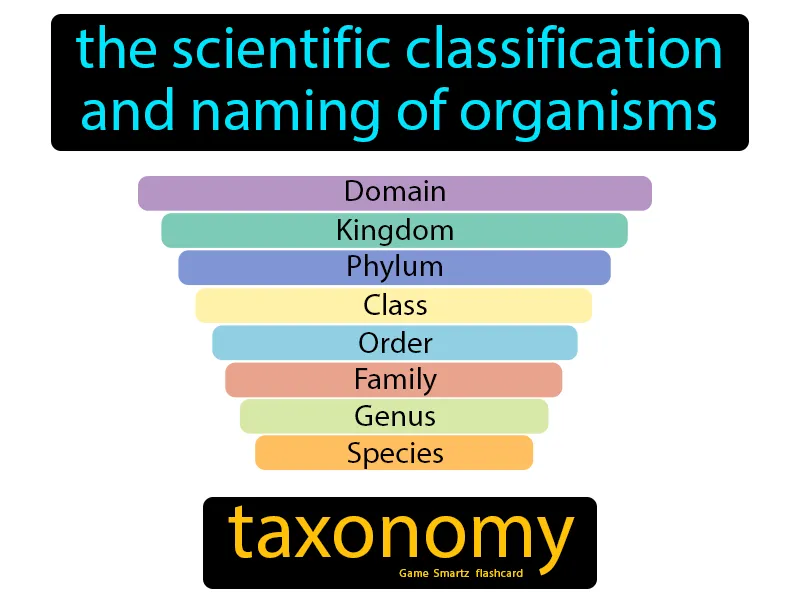 the scientific classification
and naming of organisms
Domain
Kingdom
Phylum
Class
Order
Family
Genus
Species
taxonomy
Game Smartz flashcard